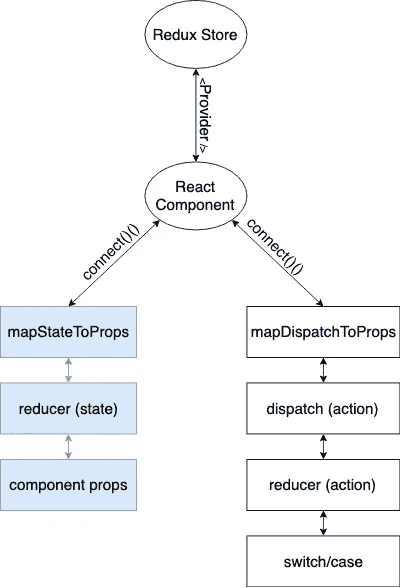 Redux Store
<Provider />
React
Component
connect()()
connect()()
mapStateToProps
mapDispatchToProps
reducer (state)
dispatch (action)
component props
reducer (action)
switch/case